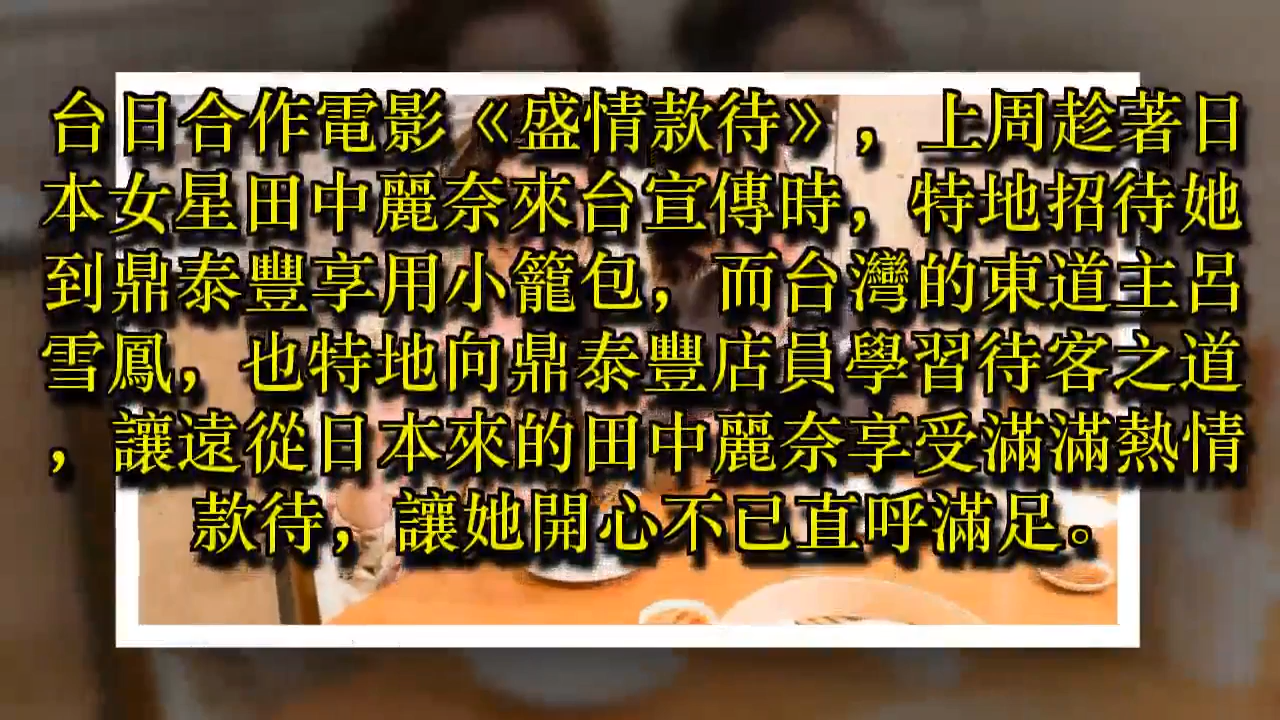 台日合作電影《盛情款待》，上周趁著日
本女星田中麗奈來台宣傳時，特地招待她
到鼎泰豐享用小籠包，而台灣的東道主呂
雪鳳，也特地向鼎泰豐店員學習待客之道
，讓遠從日本來的田中麗奈享受滿滿熱情
款待，讓她開心不已直呼滿足。